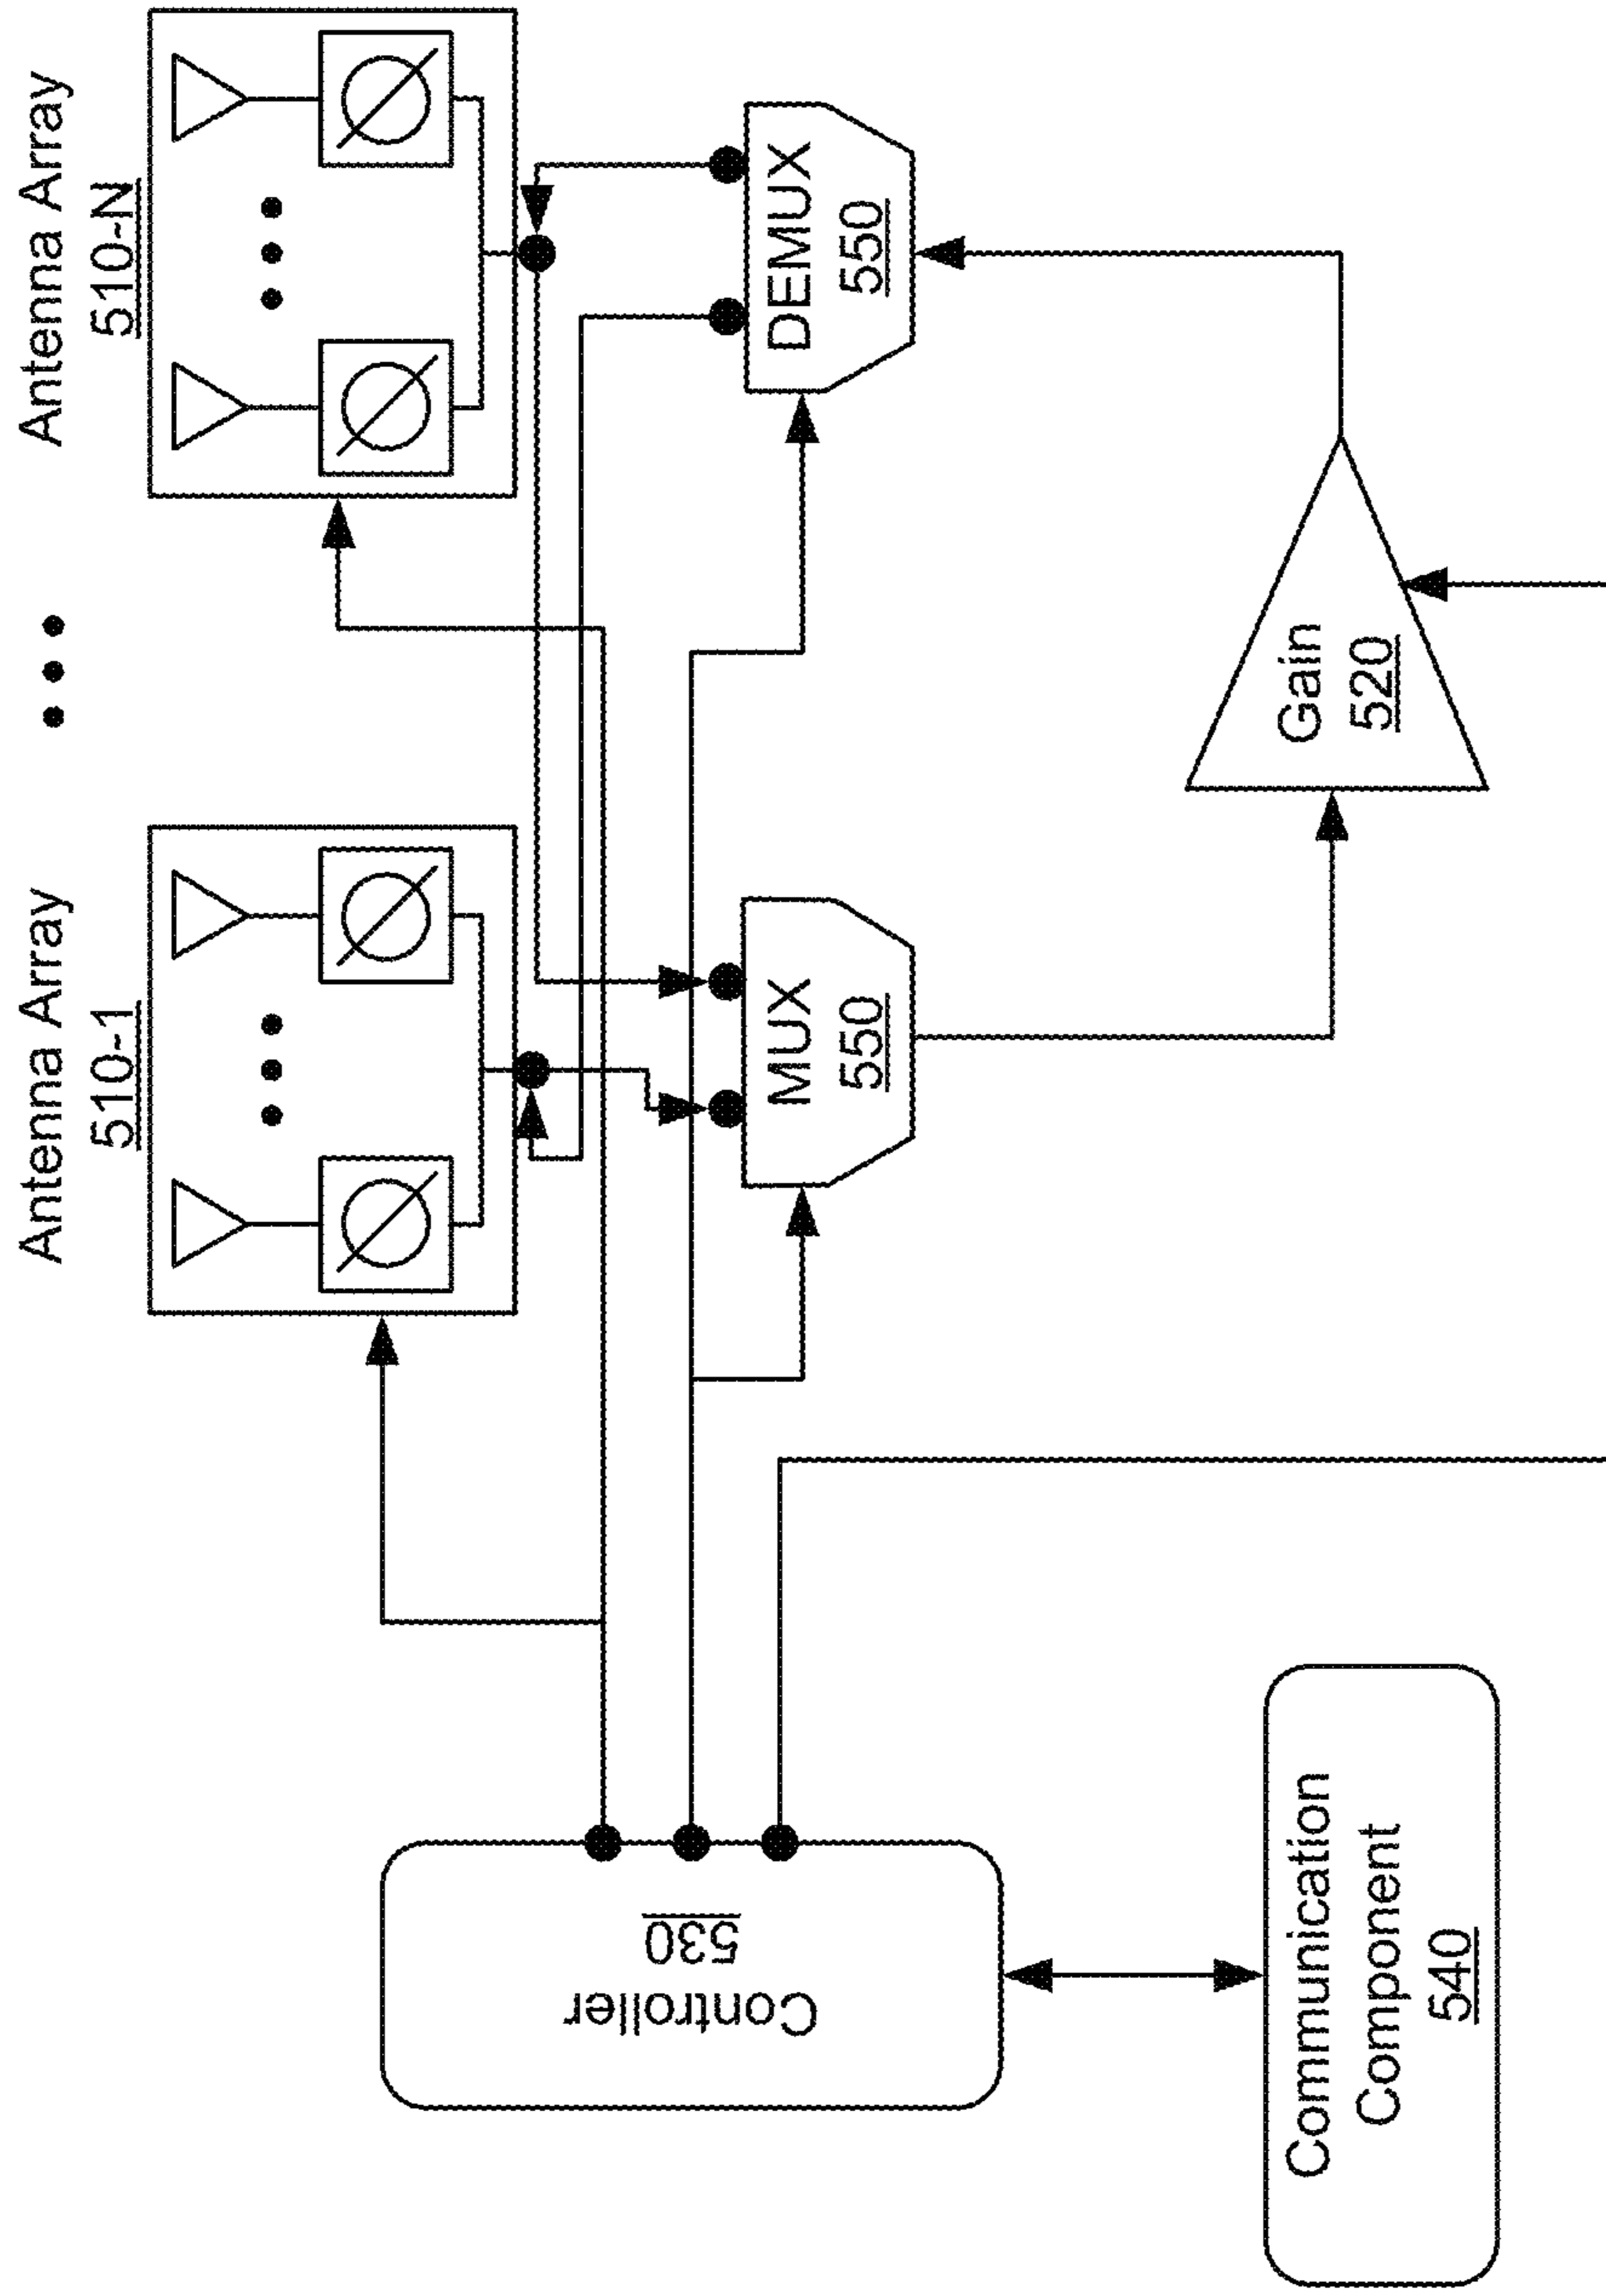 Antenna Array
510-1
Antenna Array
510-N
Controller
530
MUX
550
DEMUX
550
Gain
520
Communication
Component
540